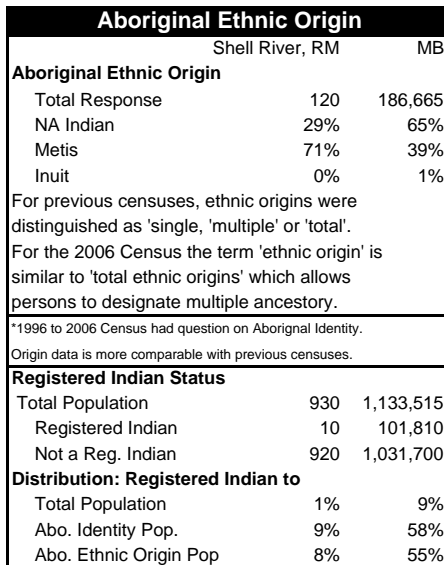 Aboriginal Ethnic Origin
Shell River, RM MB
Aboriginal Ethnic Origin
Total Response 120 186,665
NA Indian 29% 65%
Metis 71% 39%
Inuit 0% 1%
For previous censuses, ethnic origins were
distinguished as 'single, 'multiple' or 'total'.
For the 2006 Census the term 'ethnic origin' is
similar to 'total ethnic origins' which allows
persons to designate multiple ancestory.
*1996 to 2006 Census had question on Aborignal Identity.
Origin data is more comparable with previous censuses.
Registered Indian Status
Total Population 930 1,133,515
Registered Indian 10 101,810
Not a Reg. Indian 920 1,031,700
Distribution: Registered Indian to
Total Population 1% 9%
Abo. Identity Pop. 9% 58%
Abo. Ethnic Origin Pop 8% 55%